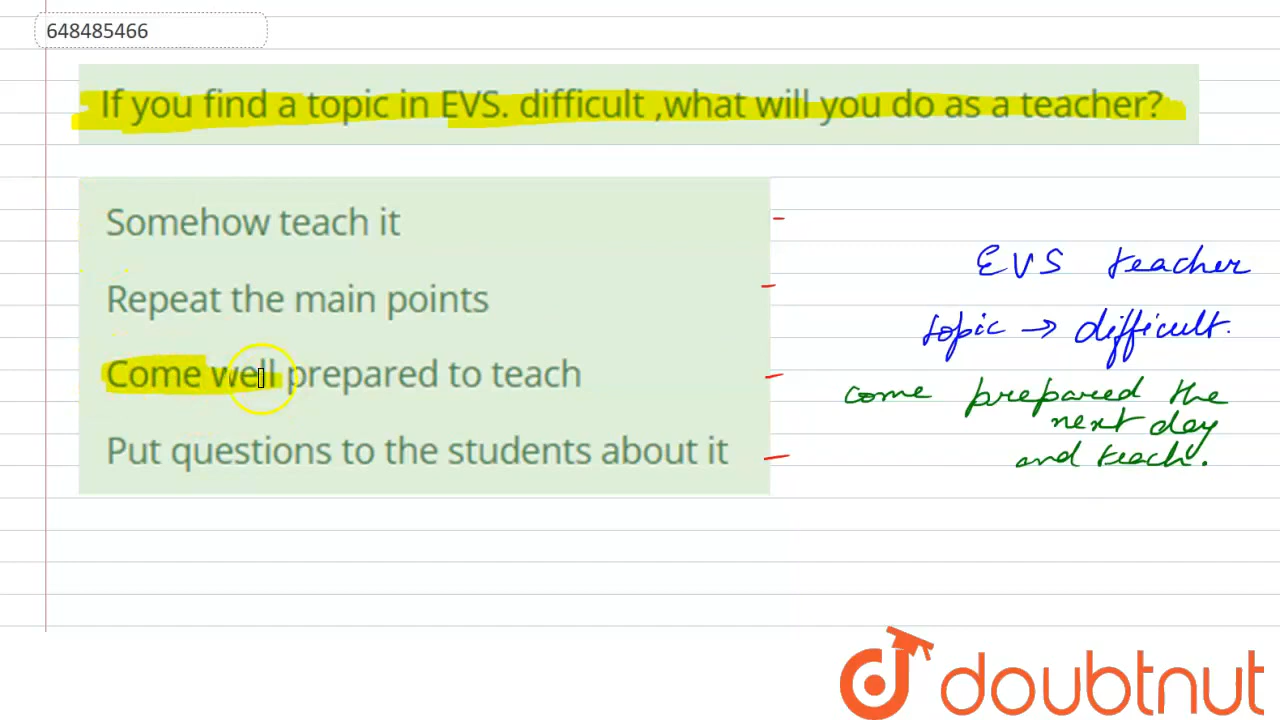 648485466
If you find a topic in EVS. difficult ,what will you do as a teacher?
Somehow teach it
Repeat the main points
Come well prepared to teach
Put questions to the students about it
EVS teacher
topic → difficult.
come prepared the
next day
and teach.
doubtnut